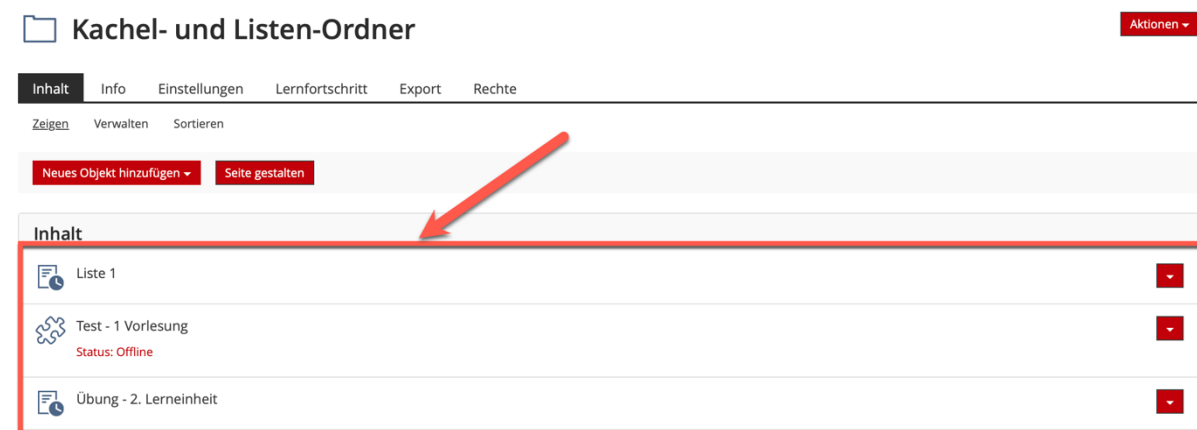 Kachel- und Listen-Ordner
Aktionen
Inhalt Info Einstellungen Lernfortschritt Export Rechte
Zeigen Verwalten Sortieren
Neues Objekt hinzufügen Seite gestalten
Inhalt
Liste 1
Test - 1 Vorlesung
Status: Offline
Übung - 2. Lerneinheit